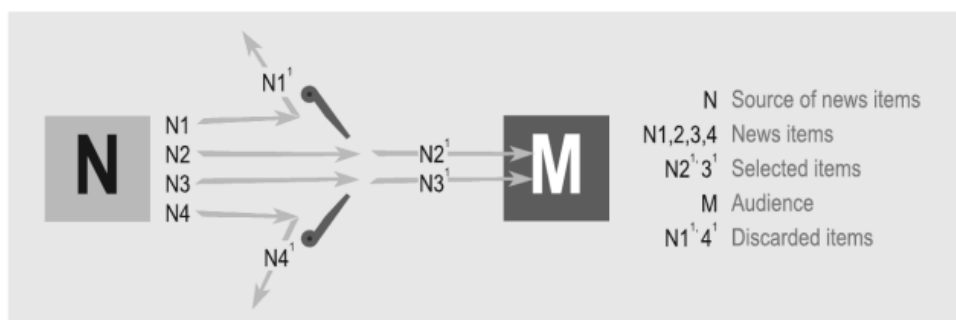 N1¹
N
N1
N2
N3
N4
N2¹
N3¹
N4¹
M
N Source of news items
N1,2,3,4 News items
N2¹˙ 3¹ Selected items
M Audience
N1¹˙ 4¹ Discarded items